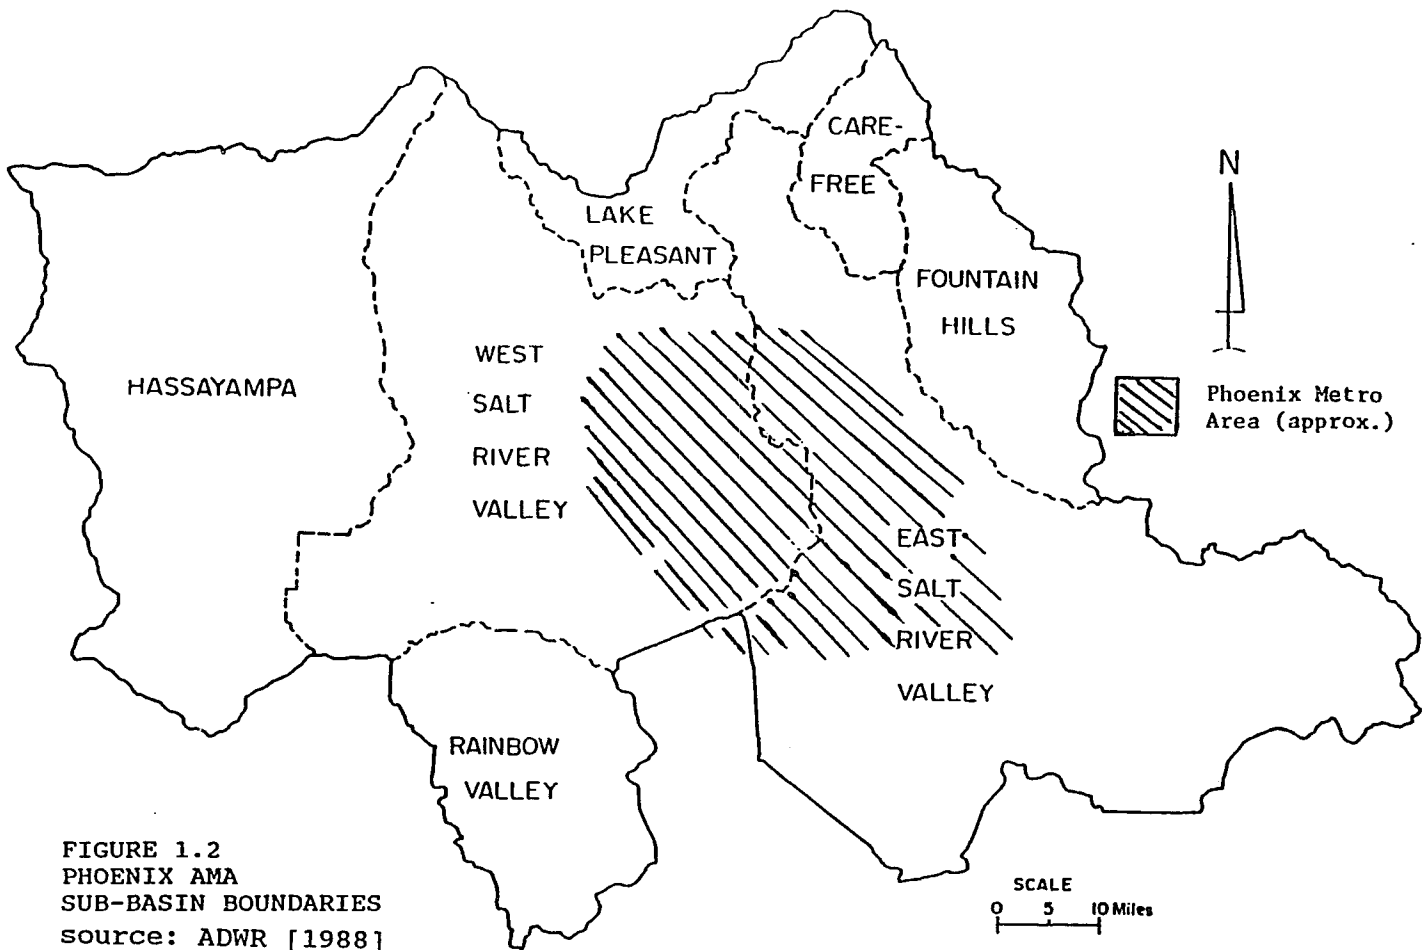 CARE-
FREE
N
LAKE
PLEASANT
FOUNTAIN
HILLS
WEST
SALT
RIVER
VALLEY
HASSAYAMPA
Phoenix Metro
Area (approx.)
EAST
SALT
RIVER
VALLEY
RAINBOW
VALLEY
FIGURE 1.2
PHOENIX AMA
SUB-BASIN BOUNDARIES
source: ADWR [1988]
SCALE
0 5 10 Miles